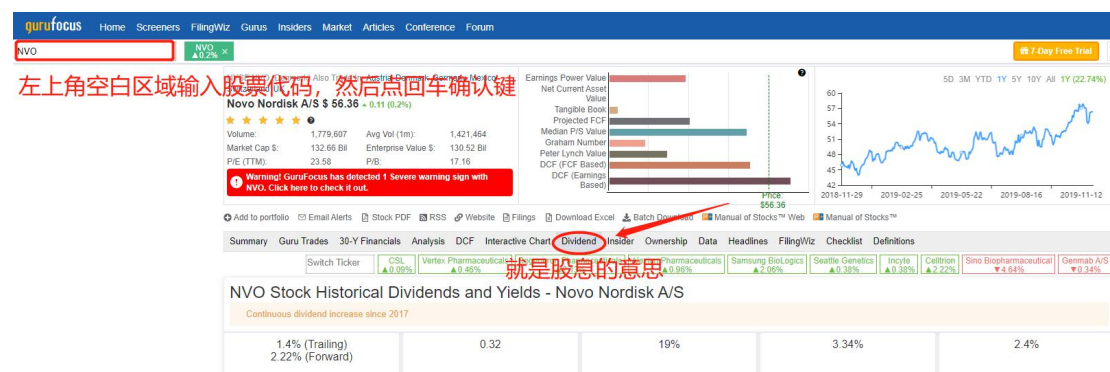 gurufocus Home Screeners FilingWiz Gurus Insiders Market Articles Conference Forum
NVO
NVO ×
▲0.2%
7-Day Free Trial
左上角空白区域输入股票代码，然后点回车确认键
Also Austria Denmark Germany Mexico
Novo Nordisk A/S $ 56.36 ▲ 0.11 (0.2%)
★ ★ ★ ★ ★
Volume: 1,779,607 Avg Vol (1m): 1,421,464
Market Cap $: 132.66 Bil Enterprise Value $: 130.52 Bil
P/E (TTM): 23.58 P/B: 17.16
Warning! GuruFocus has detected 1 Severe warning sign with
NVO. Click here to check it out.
Earnings Power Value
Net Current Asset
Value
Tangible Book
Projected FCF
Median P/S Value
Graham Number
Peter Lynch Value
DCF (FCF Based)
DCF (Earnings
Based)
Price:
$56.36
5D 3M YTD 1Y 5Y 10Y All 1Y (22.74%)
60
57
54
51
48
45
42
2018-11-29 2019-02-25 2019-05-22 2019-08-16 2019-11-12
Add to portfolio Email Alerts Stock PDF RSS Website Filings Download Excel Batch Download Manual of Stocks™ Web Manual of Stocks™
Summary Guru Trades 30-Y Financials Analysis DCF Interactive Chart Dividend Insider Ownership Data Headlines FilingWiz Checklist Definitions
就是股息的意思
Switch Ticker
CSL
▲0.09%
Vertex Pharmaceuticals
▲0.46%
Pharmaceuticals
▲0.96%
Samsung BioLogics
▲2.06%
Seattle Genetics
▲0.38%
Incyte
▲0.38%
Celltrion
▲2.22%
Sino Biopharmaceutical
▼4.64%
Genmab A/S
▼0.34%
NVO Stock Historical Dividends and Yields - Novo Nordisk A/S
Continuous dividend increase since 2017
1.4% (Trailing) 0.32 19% 3.34% 2.4%
2.22% (Forward)